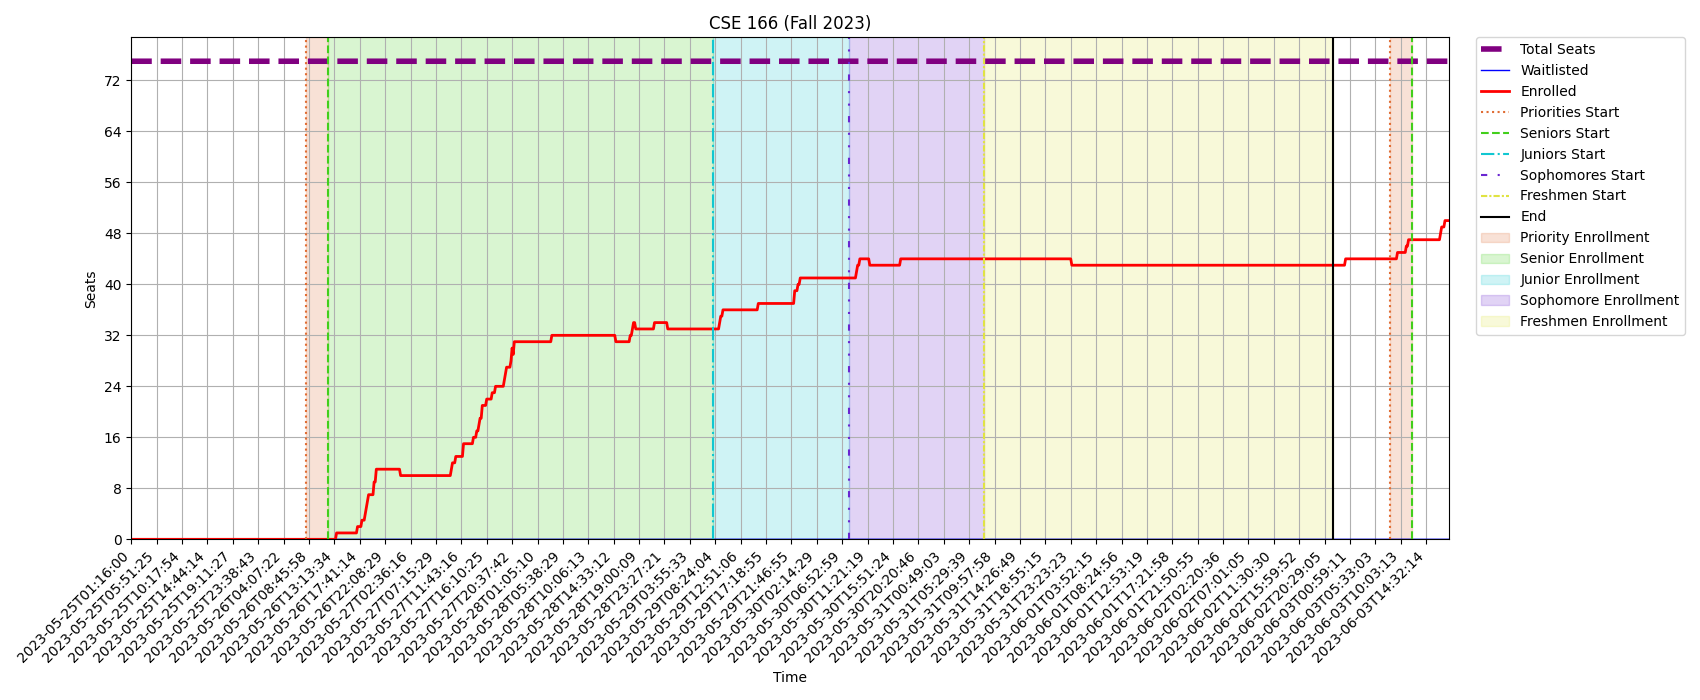 CSE 166 (Fall 2023)
Seats
72
64
56
48
40
32
24
16
8
0
2023-05-25T01:16:00
2023-05-25T05:51:25
2023-05-25T10:17:54
2023-05-25T14:44:14
2023-05-25T19:11:27
2023-05-25T23:38:43
2023-05-26T04:07:22
2023-05-26T08:45:58
2023-05-26T13:13:34
2023-05-26T17:41:14
2023-05-26T22:08:29
2023-05-27T02:36:16
2023-05-27T07:15:29
2023-05-27T11:43:16
2023-05-27T16:10:25
2023-05-27T20:37:42
2023-05-28T01:05:10
2023-05-28T05:38:29
2023-05-28T10:06:13
2023-05-28T14:33:12
2023-05-28T19:00:09
2023-05-28T23:27:21
2023-05-29T03:55:33
2023-05-29T08:24:04
2023-05-29T12:51:06
2023-05-29T17:18:55
2023-05-29T21:46:55
2023-05-30T02:14:29
2023-05-30T06:52:59
2023-05-30T11:21:19
2023-05-30T15:51:24
2023-05-30T20:20:46
2023-05-31T00:49:03
2023-05-31T05:29:39
2023-05-31T09:57:58
2023-05-31T14:26:49
2023-05-31T18:55:15
2023-05-31T23:23:23
2023-06-01T03:52:15
2023-06-01T08:24:56
2023-06-01T12:53:19
2023-06-01T17:21:58
2023-06-01T21:50:55
2023-06-02T02:20:36
2023-06-02T07:01:05
2023-06-02T11:30:30
2023-06-02T15:59:52
2023-06-02T20:29:05
2023-06-03T00:59:11
2023-06-03T05:33:03
2023-06-03T10:03:13
2023-06-03T14:32:14
Time
Total Seats
Waitlisted
Enrolled
Priorities Start
Seniors Start
Juniors Start
Sophomores Start
Freshmen Start
End
Priority Enrollment
Senior Enrollment
Junior Enrollment
Sophomore Enrollment
Freshmen Enrollment